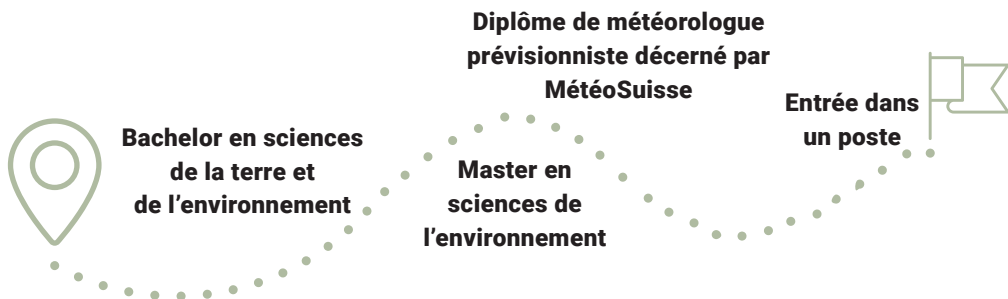 Bachelor en sciences
de la terre et
de l’environnement
Master en
sciences de
l’environnement
Diplôme de météorologue
prévisionniste décerné par
MétéoSuisse
Entrée dans
un poste